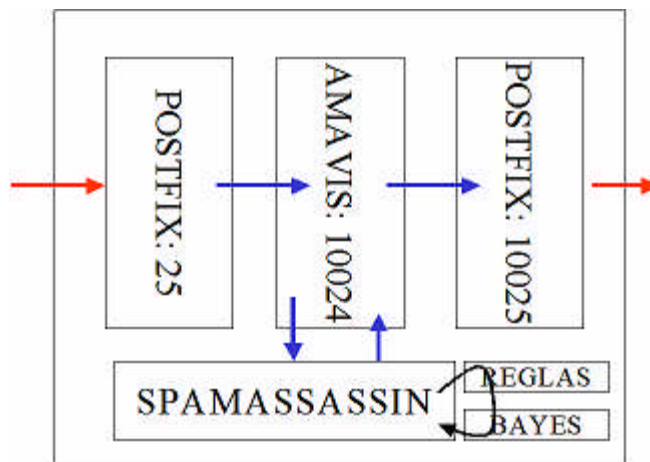 POSTFIX: 25
AMAVIS: 10024
POSTFIX: 10025
SPAMASSASSIN
REGLAS
BAYES